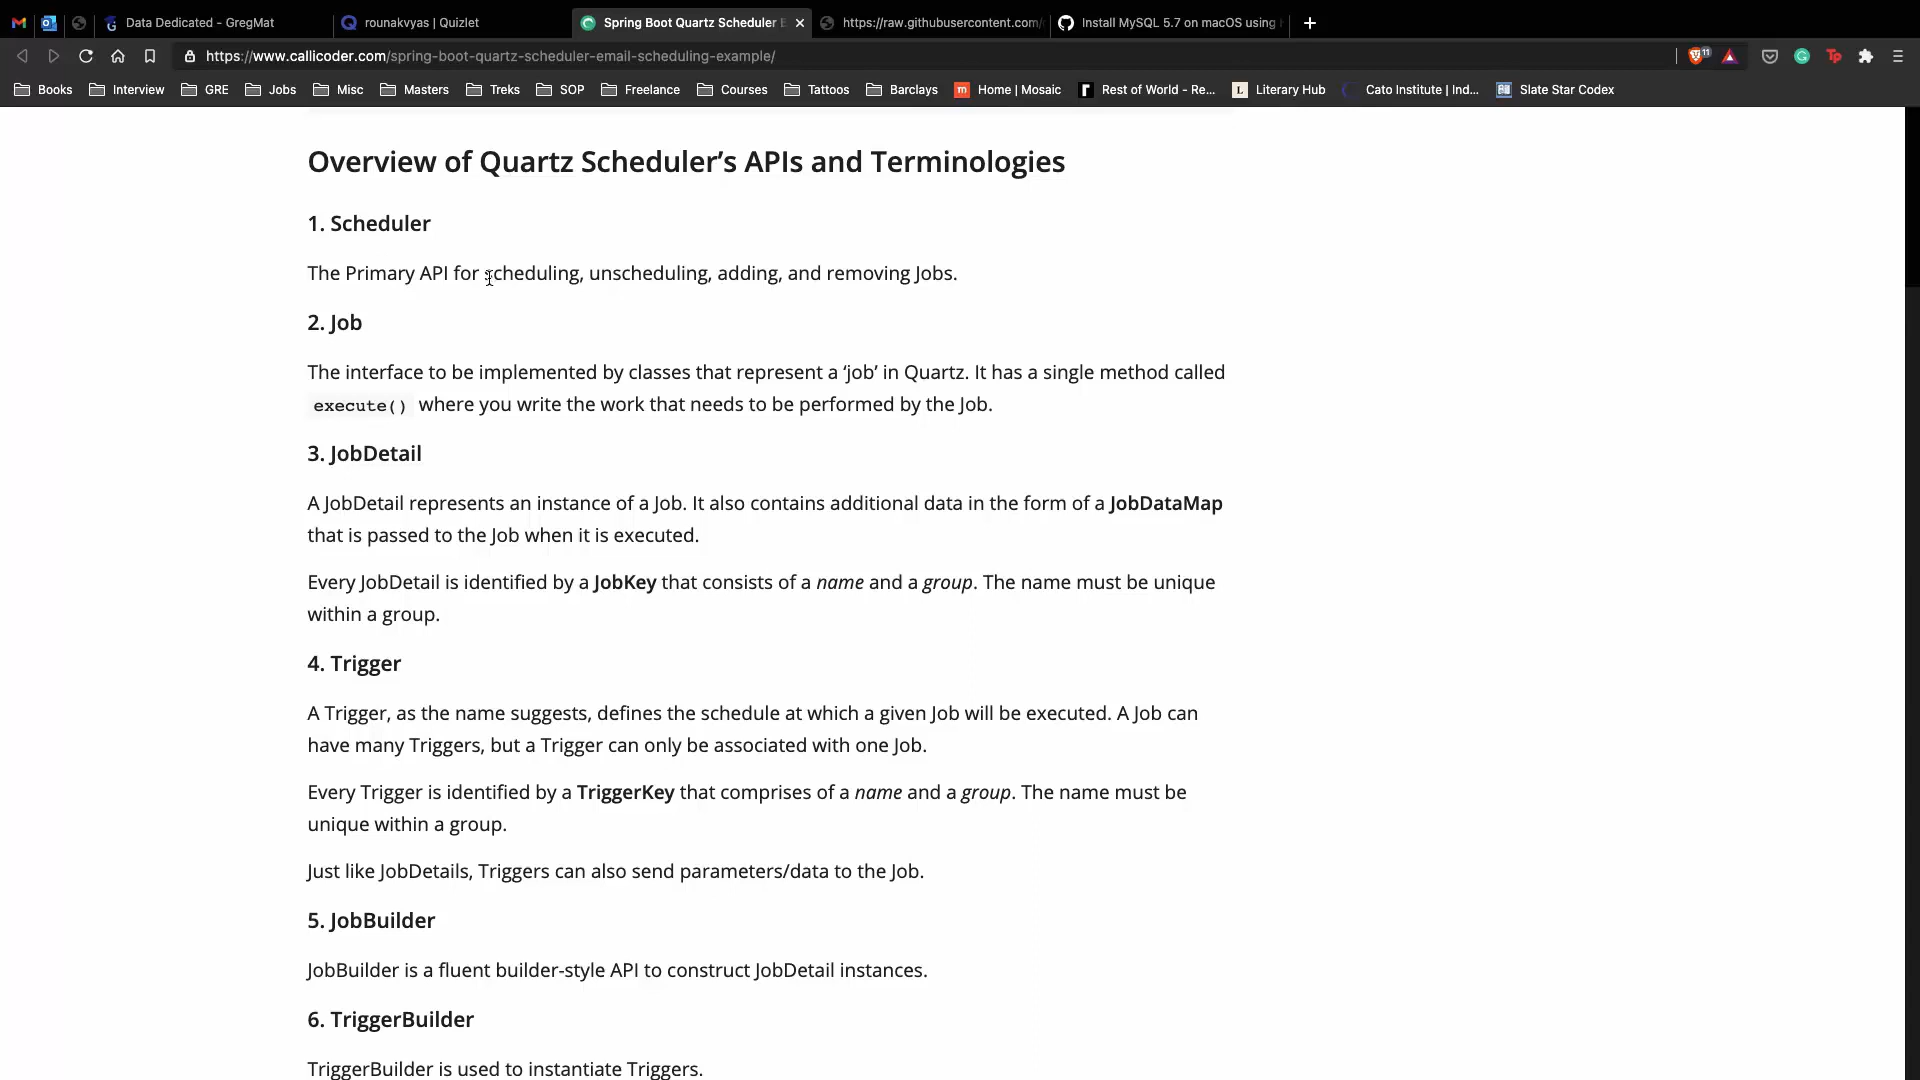 Data Dedicated - GregMat
rounakvyas | Quizlet
Spring Boot Quartz Scheduler
https://raw.githubusercontent.com/
Install MySQL 5.7 on macOS using
https://www.callicoder.com/spring-boot-quartz-scheduler-email-scheduling-example/
11
Books Interview GRE Jobs Misc Masters Treks SOP Freelance Courses Tattoos Barclays Home | Mosaic Rest of World - Re... Literary Hub Cato Institute | Ind... Slate Star Codex
Overview of Quartz Scheduler’s APIs and Terminologies
1. Scheduler
The Primary API for scheduling, unscheduling, adding, and removing Jobs.
2. Job
The interface to be implemented by classes that represent a ‘job’ in Quartz. It has a single method called
execute() where you write the work that needs to be performed by the Job.
3. JobDetail
A JobDetail represents an instance of a Job. It also contains additional data in the form of a JobDataMap
that is passed to the Job when it is executed.
Every JobDetail is identified by a JobKey that consists of a name and a group. The name must be unique
within a group.
4. Trigger
A Trigger, as the name suggests, defines the schedule at which a given Job will be executed. A Job can
have many Triggers, but a Trigger can only be associated with one Job.
Every Trigger is identified by a TriggerKey that comprises of a name and a group. The name must be
unique within a group.
Just like JobDetails, Triggers can also send parameters/data to the Job.
5. JobBuilder
JobBuilder is a fluent builder-style API to construct JobDetail instances.
6. TriggerBuilder
TriggerBuilder is used to instantiate Triggers.